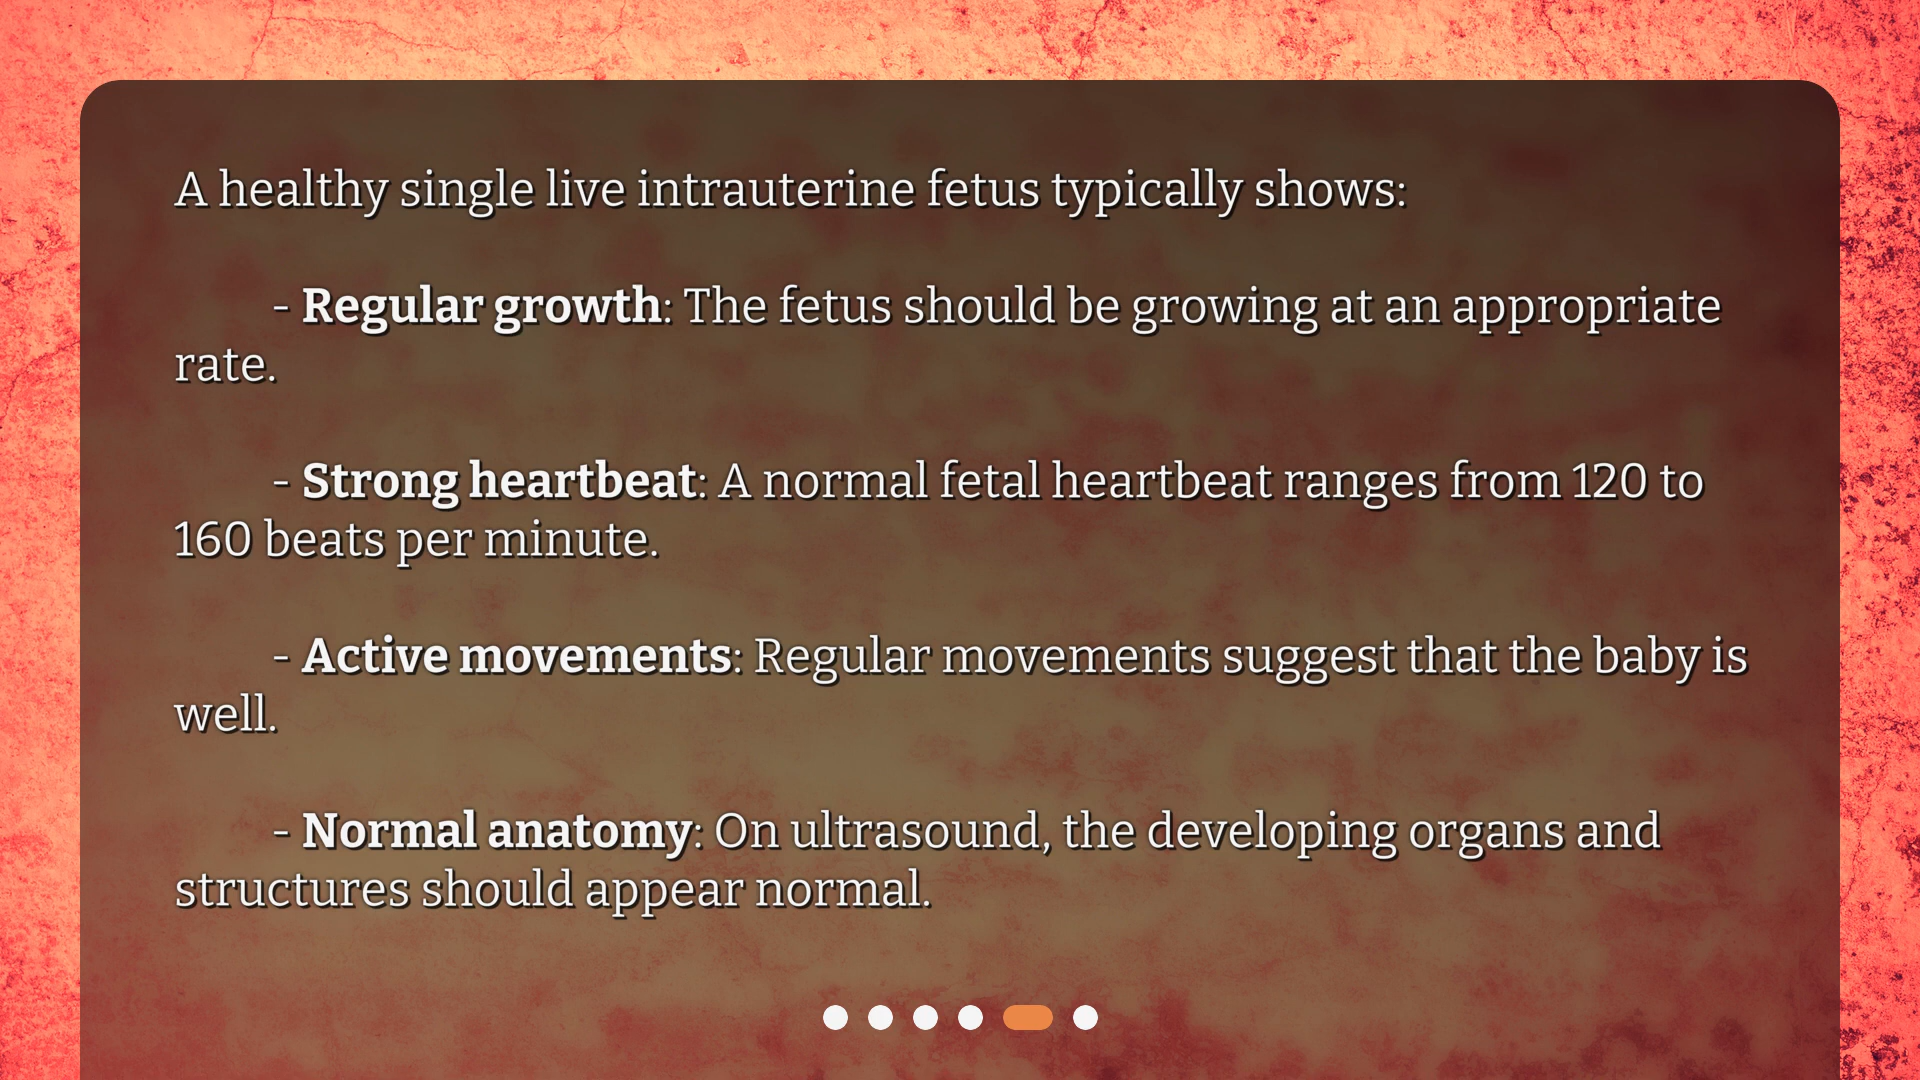 A healthy single live intrauterine fetus typically shows:
- Regular growth: The fetus should be growing at an appropriate
rate.
- Strong heartbeat: A normal fetal heartbeat ranges from 120 to
160 beats per minute.
- Active movements: Regular movements suggest that the baby is
well.
- Normal anatomy: On ultrasound, the developing organs and
structures should appear normal.